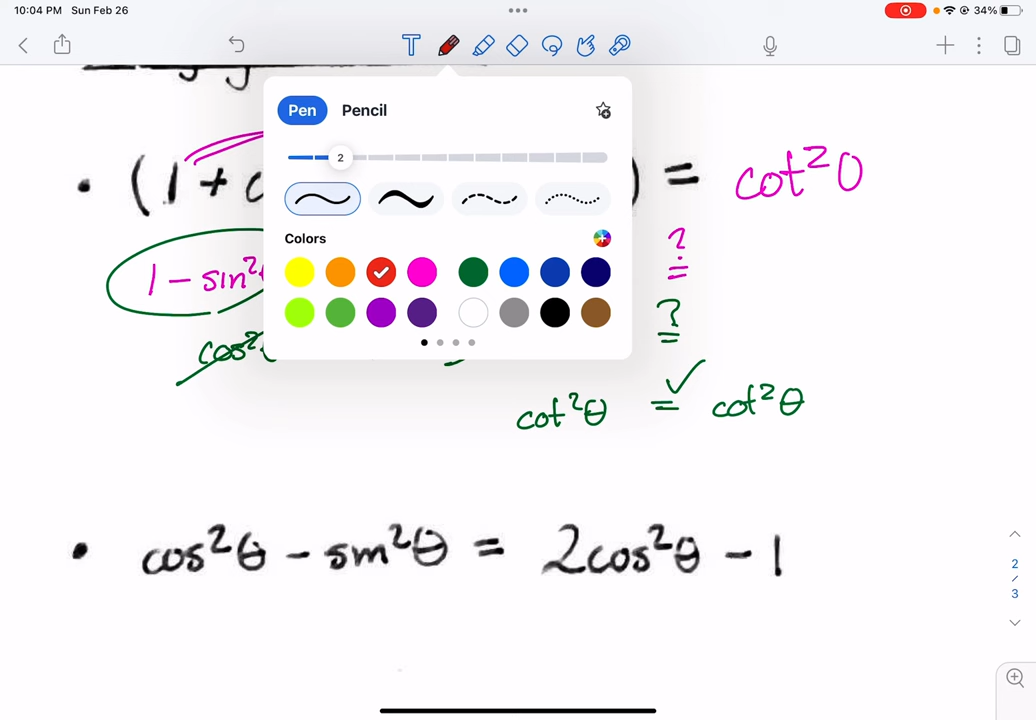 10:04 PM Sun Feb 26
34%
Pen Pencil
2
Colors
(1 + ) = cot²0
1 - sin²
?
=
?
=
cos²
cot²θ = cot²θ
• cos²θ - sin²θ = 2cos²θ - 1
2
/
3